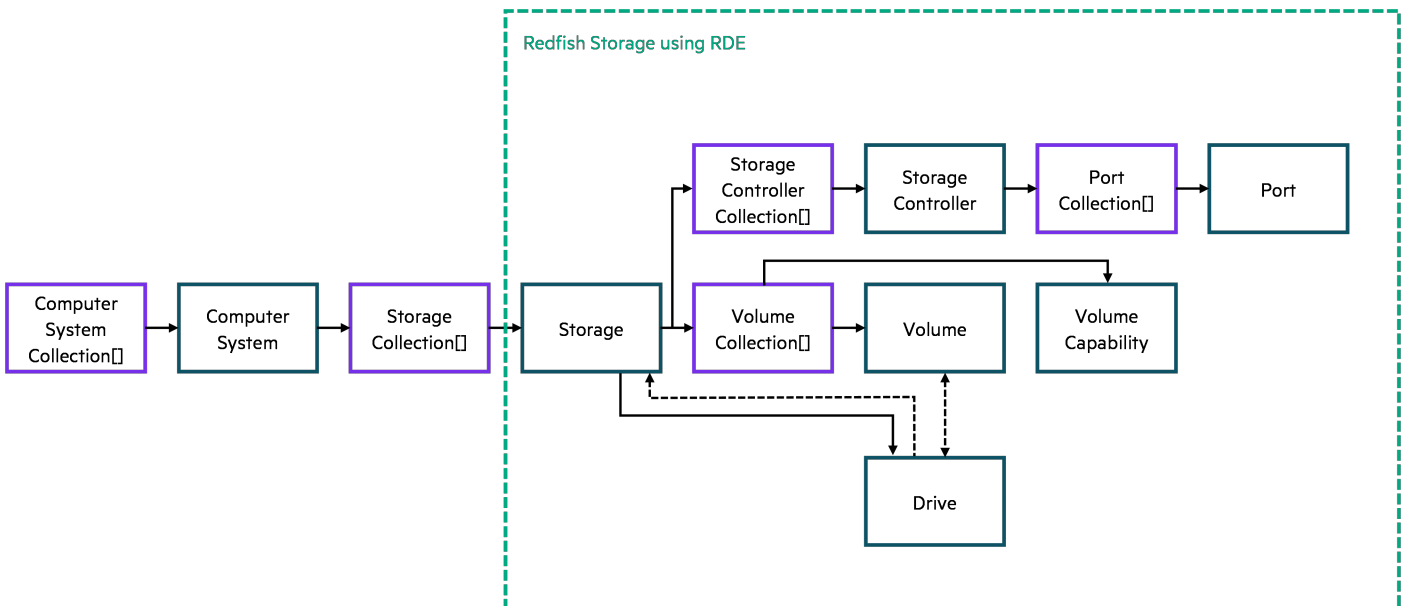 Redfish Storage using RDE
Storage
Controller
Collection[]
Storage
Controller
Port
Collection[]
Port
Computer
System
Collection[]
Computer
System
Storage
Collection[]
Storage
Volume
Collection[]
Volume
Volume
Capability
Drive